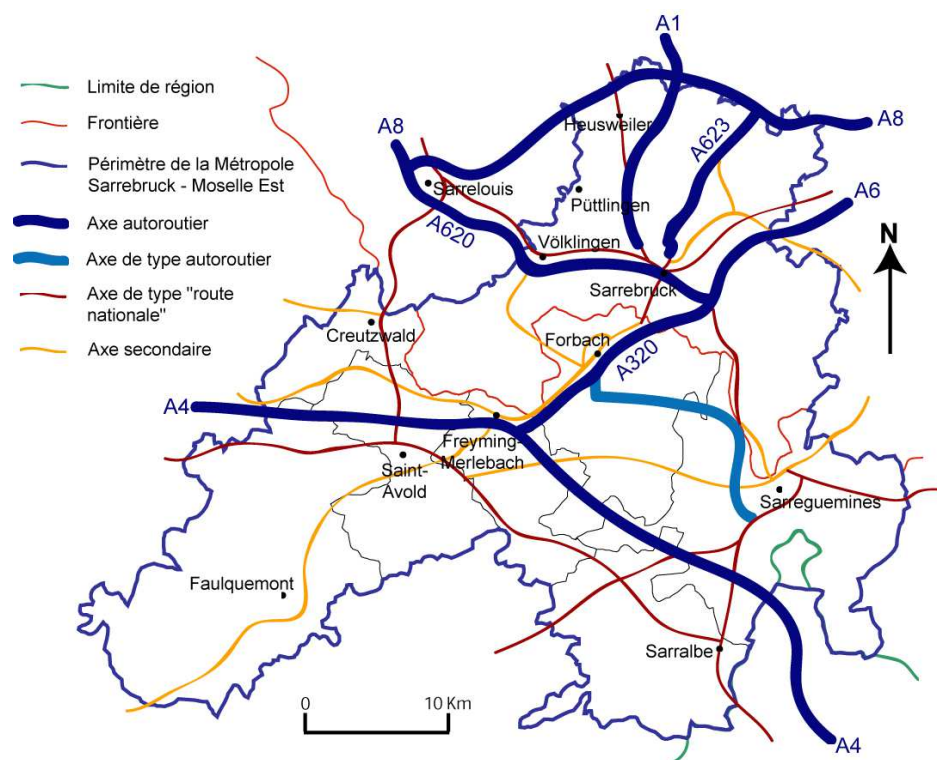 Limite de région
Frontière
Périmètre de la Métropole
Sarrebruck - Moselle Est
Axe autoroutier
Axe de type autoroutier
Axe de type "route
nationale"
Axe secondaire
A1
A8
Heusweiler
A623
A8
Sarrelouis
Püttlingen
A6
A620
Völklingen
N
Sarrebruck
Creutzwald
Forbach
A320
A4
Freyming-
Merlebach
Saint-
Avold
Sarreguemines
Faulquemont
Sarralbe
0
10 Km
A4